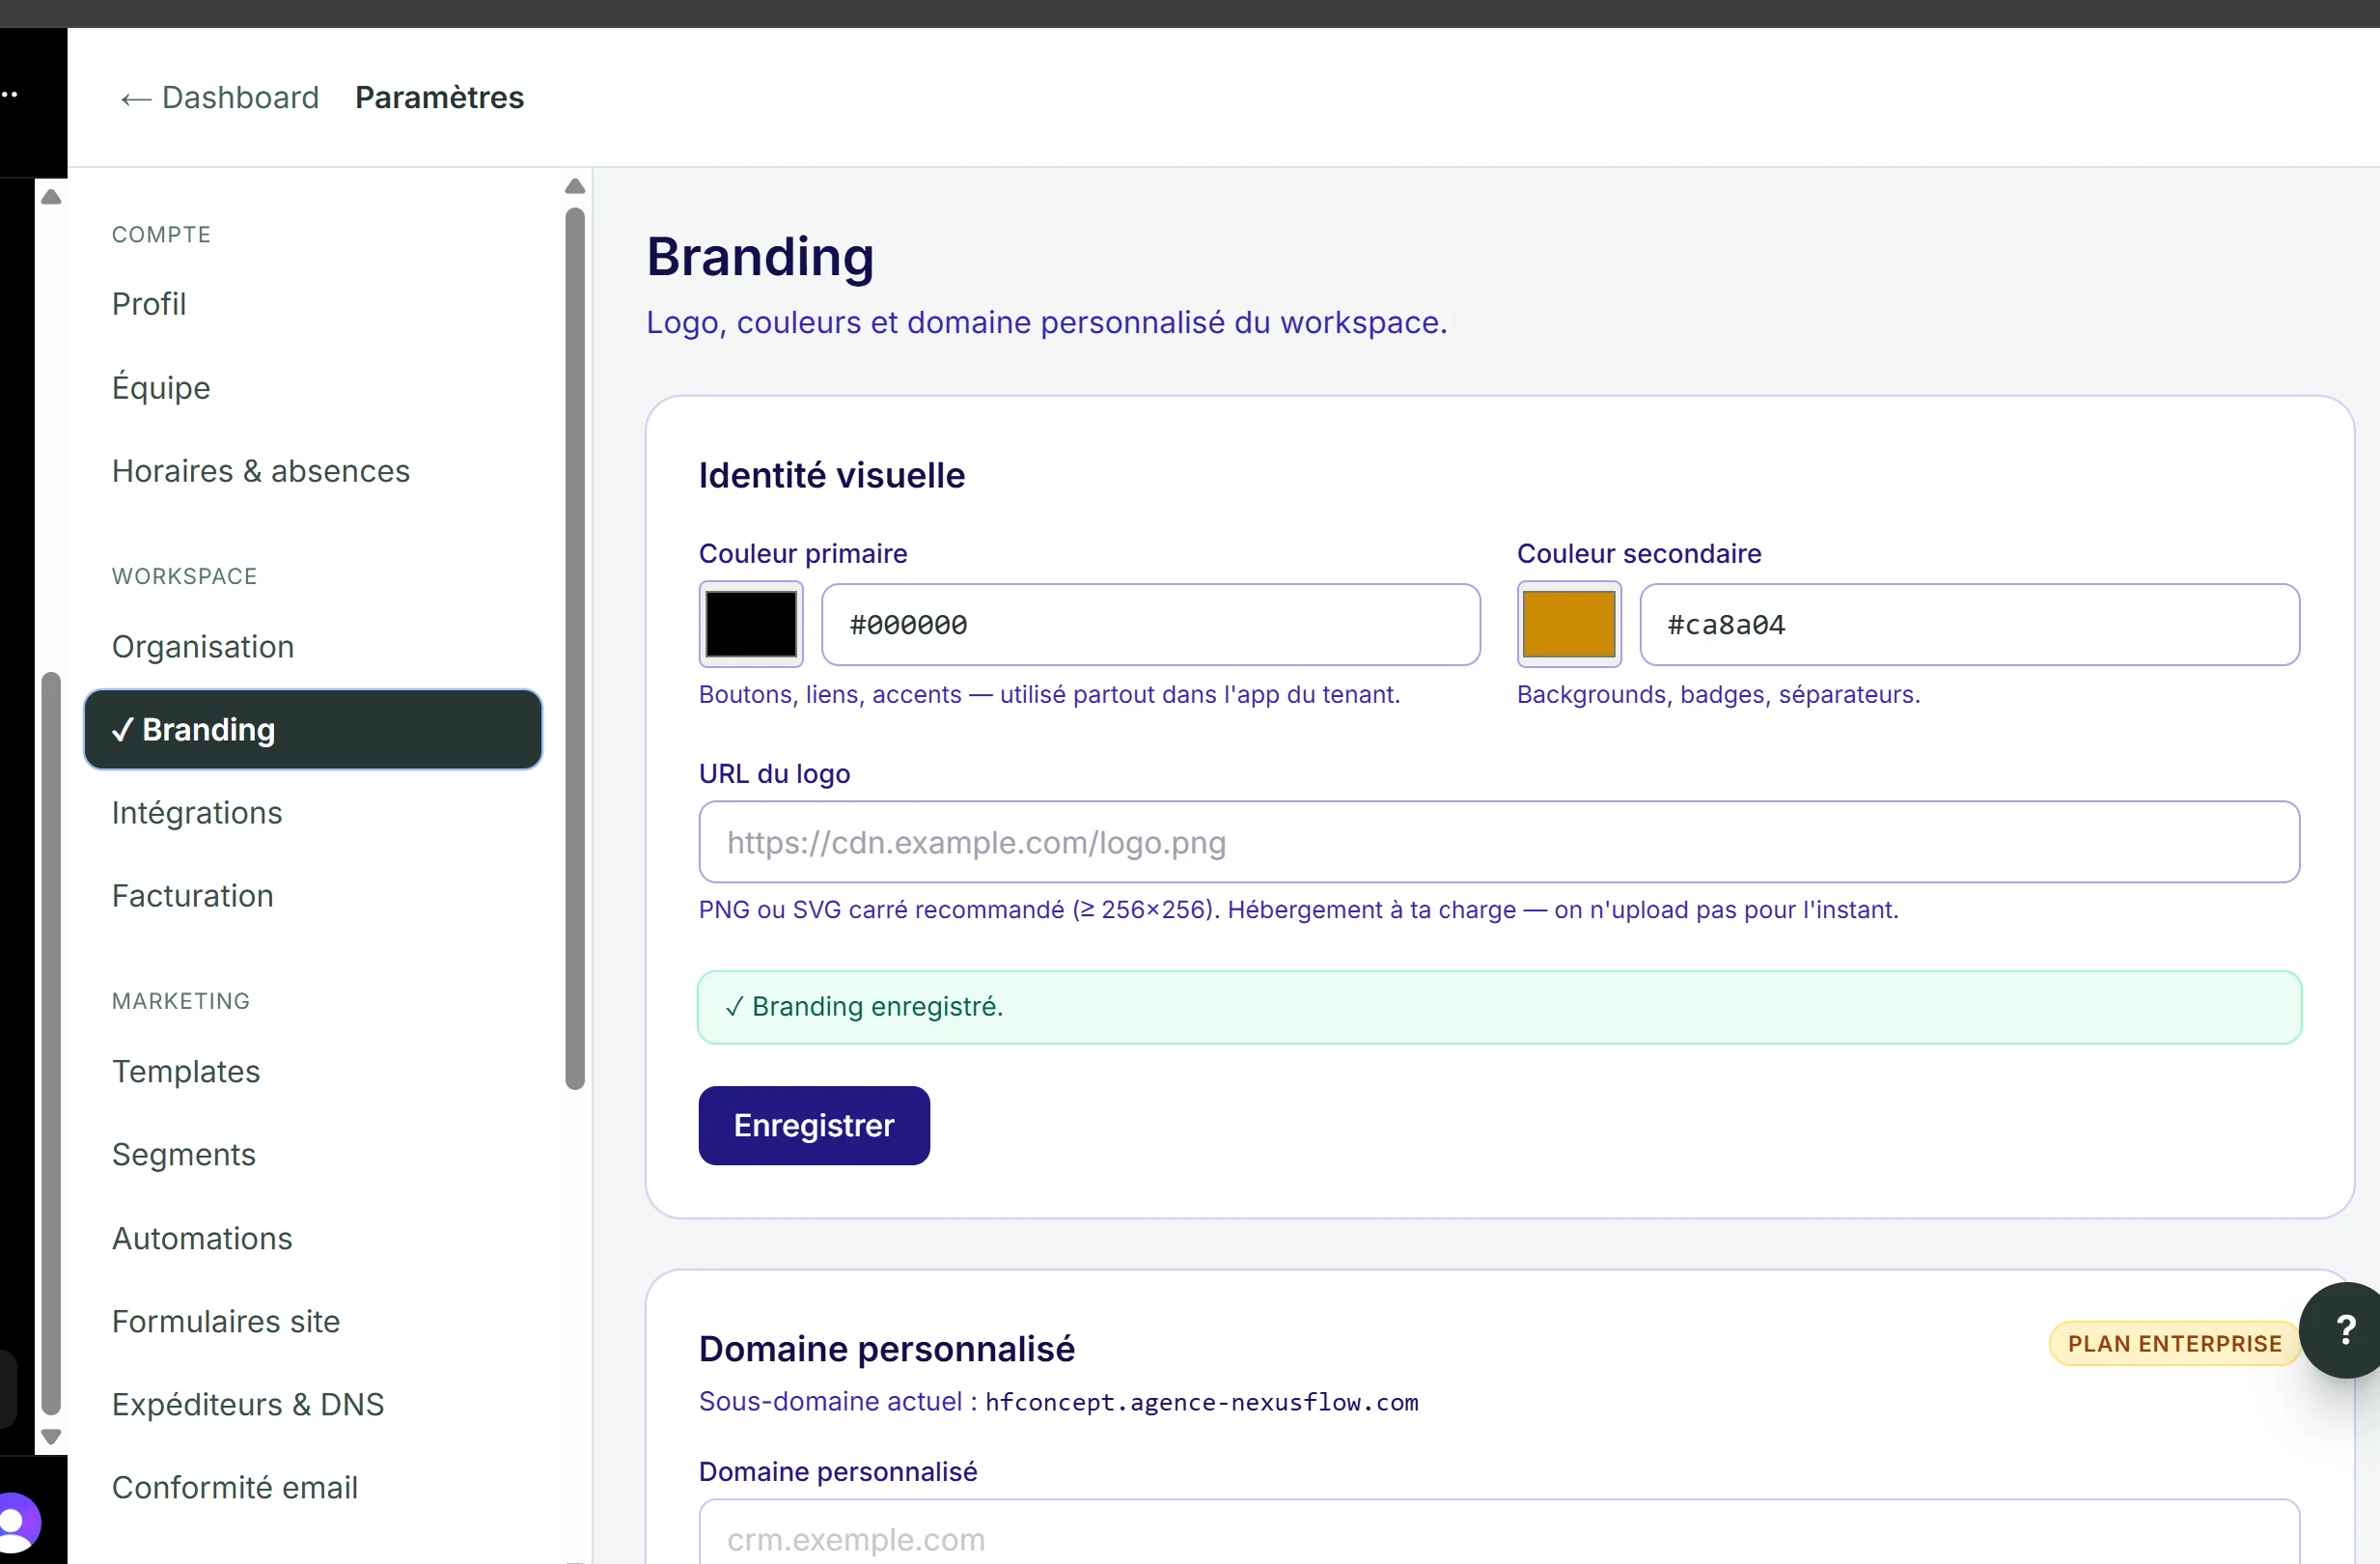 ← Dashboard Paramètres
COMPTE
Profil
Équipe
Horaires & absences
WORKSPACE
Organisation
✓ Branding
Intégrations
Facturation
MARKETING
Templates
Segments
Automations
Formulaires site
Expéditeurs & DNS
Conformité email
Branding
Logo, couleurs et domaine personnalisé du workspace.
Identité visuelle
Couleur primaire
#000000
Boutons, liens, accents — utilisé partout dans l'app du tenant.
Couleur secondaire
#ca8a04
Backgrounds, badges, séparateurs.
URL du logo
https://cdn.example.com/logo.png
PNG ou SVG carré recommandé (≥ 256×256). Hébergement à ta charge — on n'upload pas pour l'instant.
✓ Branding enregistré.
Enregistrer
Domaine personnalisé
PLAN ENTERPRISE
?
Sous-domaine actuel : hfconcept.agence-nexusflow.com
Domaine personnalisé
crm.exemple.com